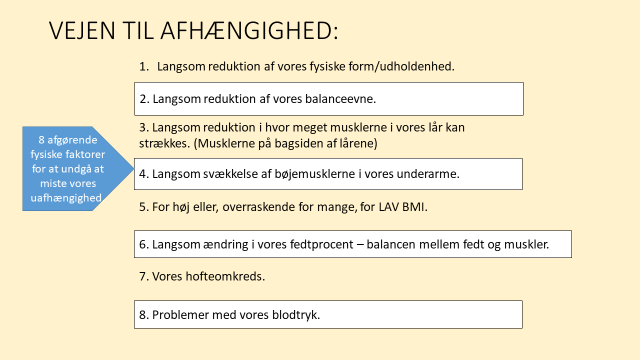 VEJEN TIL AFHÆNGIGHED:
1. Langsom reduktion af vores fysiske form/udholdenhed.
2. Langsom reduktion af vores balanceevne.
3. Langsom reduktion i hvor meget musklerne i vores lår kan
strækkes. (Musklerne på bagsiden af lårene)
8 afgørende
fysiske faktorer
for at undgå at
miste vores
uafhængighed
4. Langsom svækkelse af bøjemusklerne i vores underarme.
5. For høj eller, overraskende for mange, for LAV BMI.
6. Langsom ændring i vores fedtprocent – balancen mellem fedt og muskler.
7. Vores hofteomkreds.
8. Problemer med vores blodtryk.